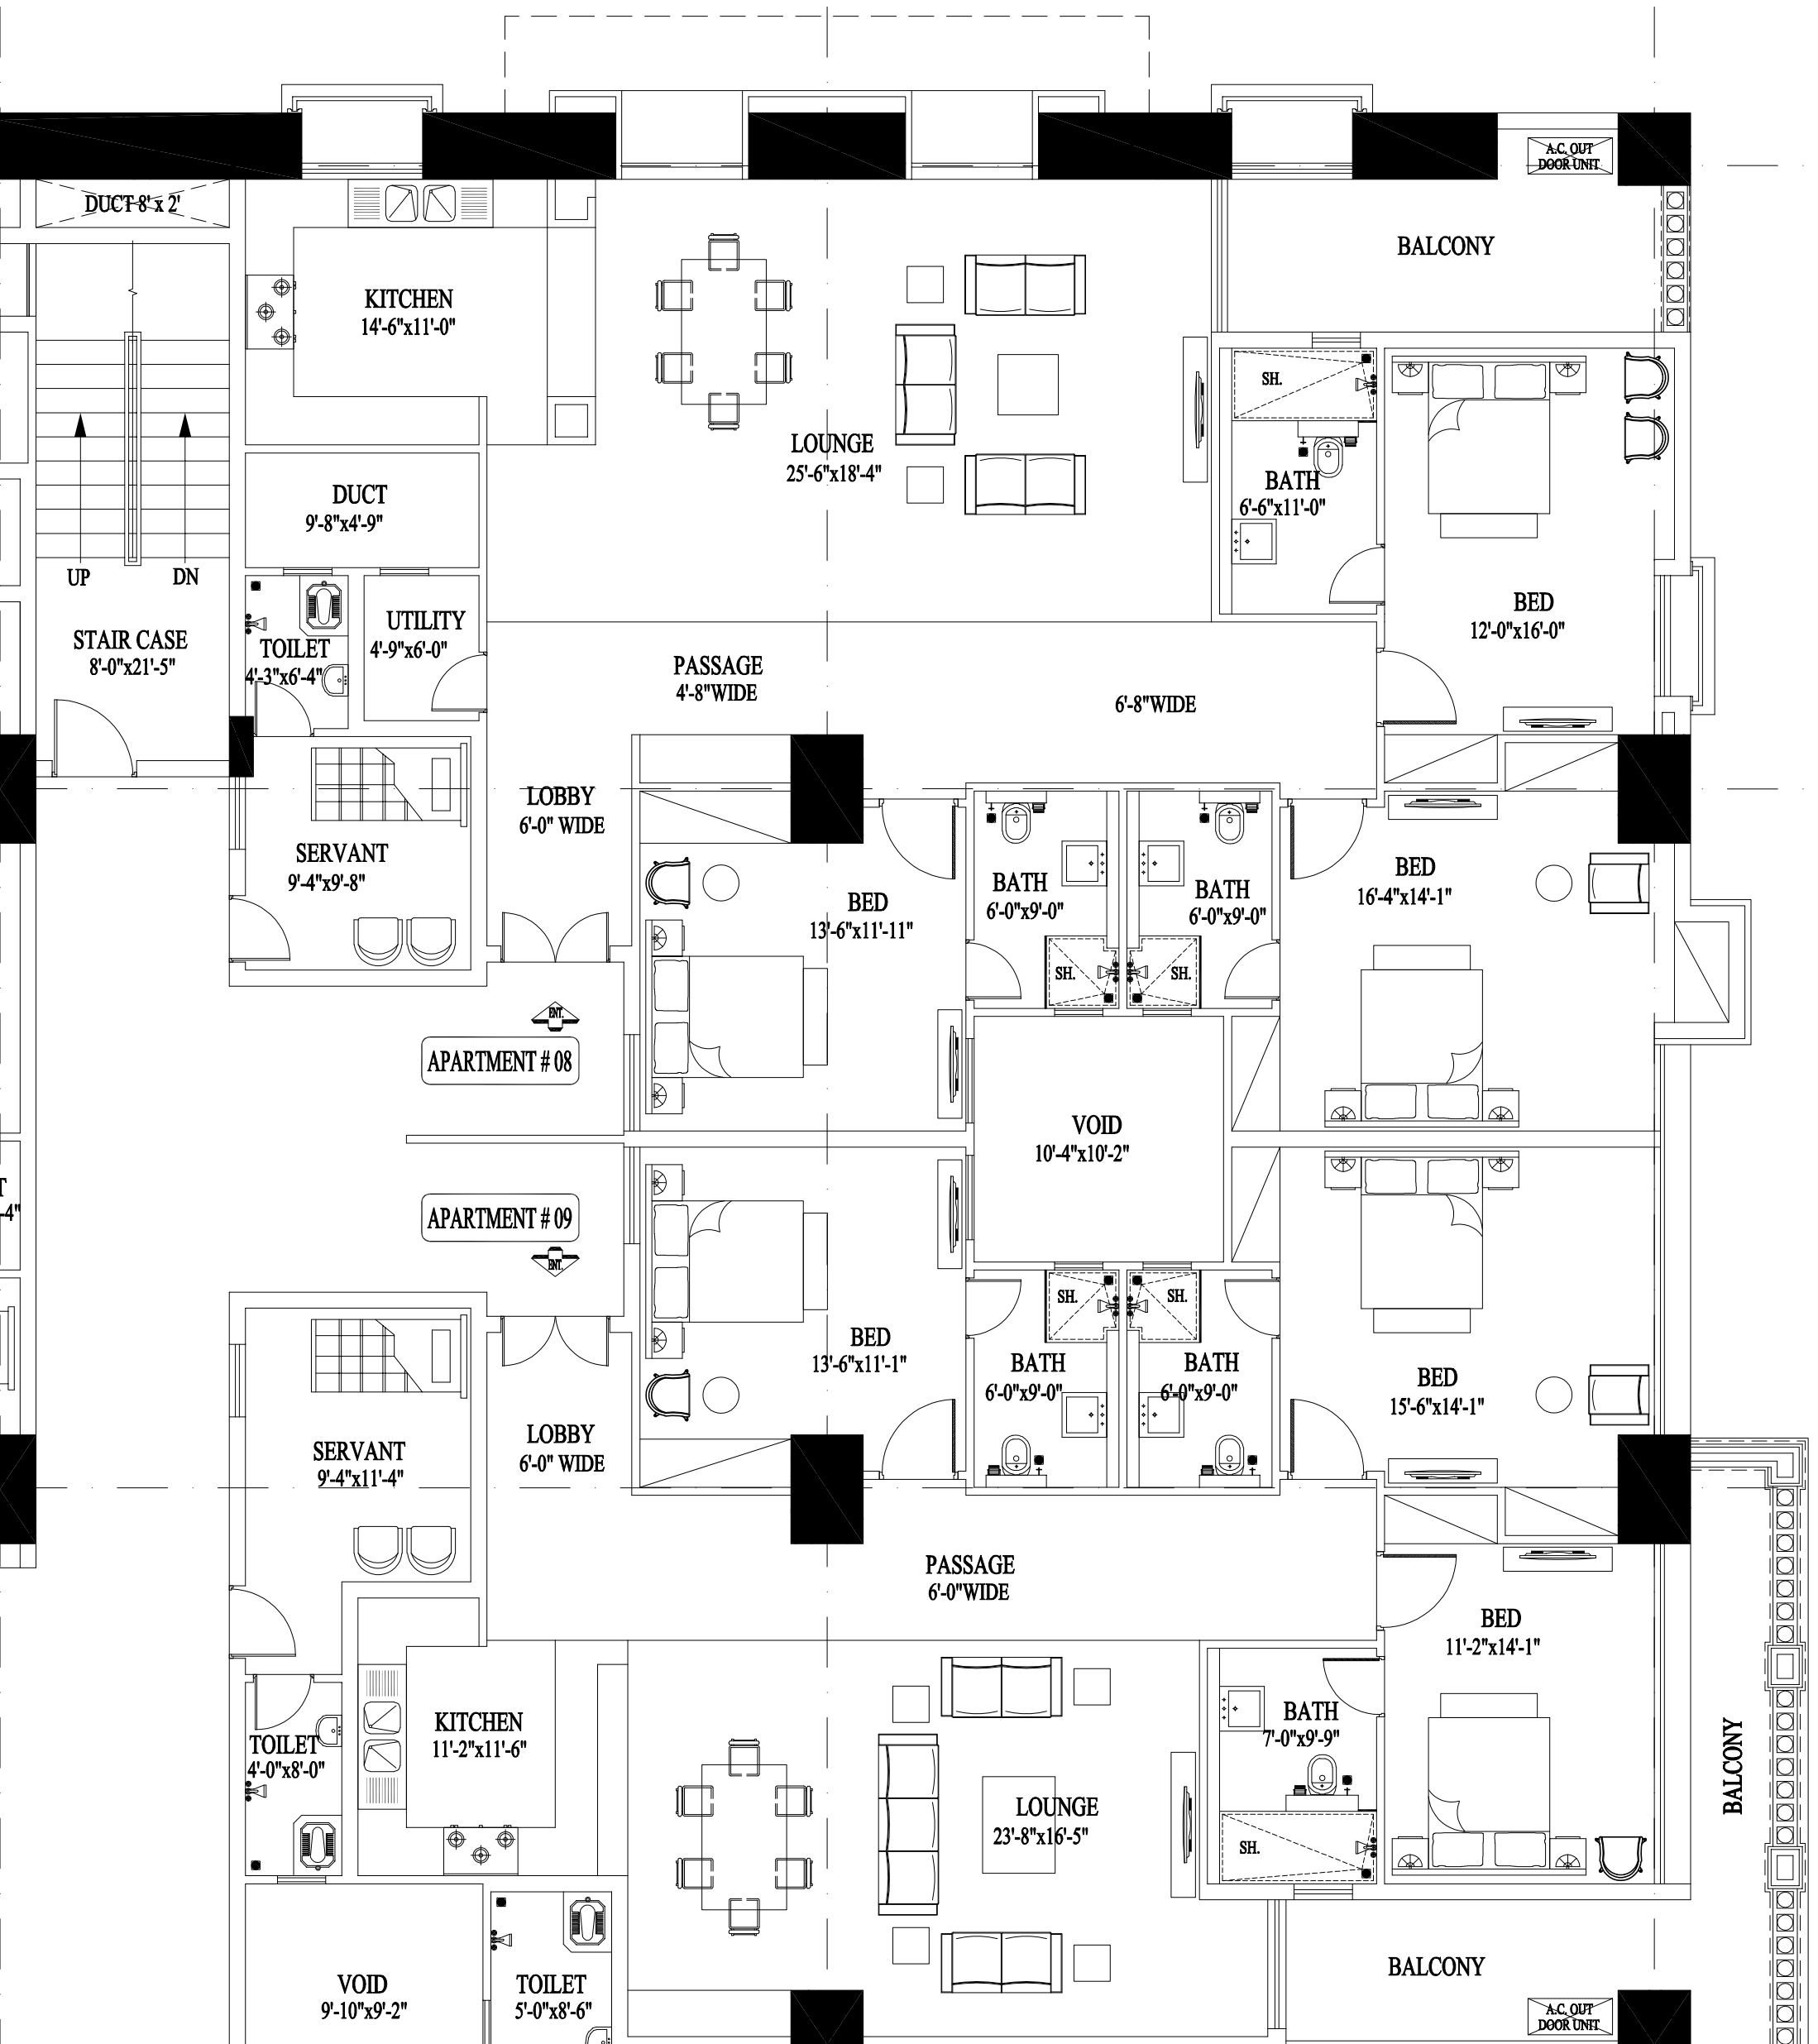 A.C. OUT
DOOR UNIT
DUCT 8' x 2'
BALCONY
KITCHEN
14'-6"x11'-0"
SH.
LOUNGE
25'-6"x18'-4"
BATH
6'-6"x11'-0"
DUCT
9'-8"x4'-9"
UP
DN
BED
12'-0"x16'-0"
UTILITY
4'-9"x6'-0"
STAIR CASE
8'-0"x21'-5"
TOILET
4'-3"x6'-4"
PASSAGE
4'-8"WIDE
6'-8"WIDE
LOBBY
6'-0" WIDE
SERVANT
9'-4"x9'-8"
BED
13'-6"x11'-11"
BATH
6'-0"x9'-0"
BATH
6'-0"x9'-0"
BED
16'-4"x14'-1"
SH.
SH.
ENT.
APARTMENT # 08
VOID
10'-4"x10'-2"
-4"
APARTMENT # 09
ENT.
SH.
SH.
BED
13'-6"x11'-1"
BATH
6'-0"x9'-0"
BATH
6'-0"x9'-0"
BED
15'-6"x14'-1"
LOBBY
6'-0" WIDE
SERVANT
9'-4"x11'-4"
PASSAGE
6'-0"WIDE
BED
11'-2"x14'-1"
BATH
7'-0"x9'-9"
KITCHEN
11'-2"x11'-6"
TOILET
4'-0"x8'-0"
BALCONY
LOUNGE
23'-8"x16'-5"
SH.
BALCONY
VOID
9'-10"x9'-2"
TOILET
5'-0"x8'-6"
A.C. OUT
DOOR UNIT